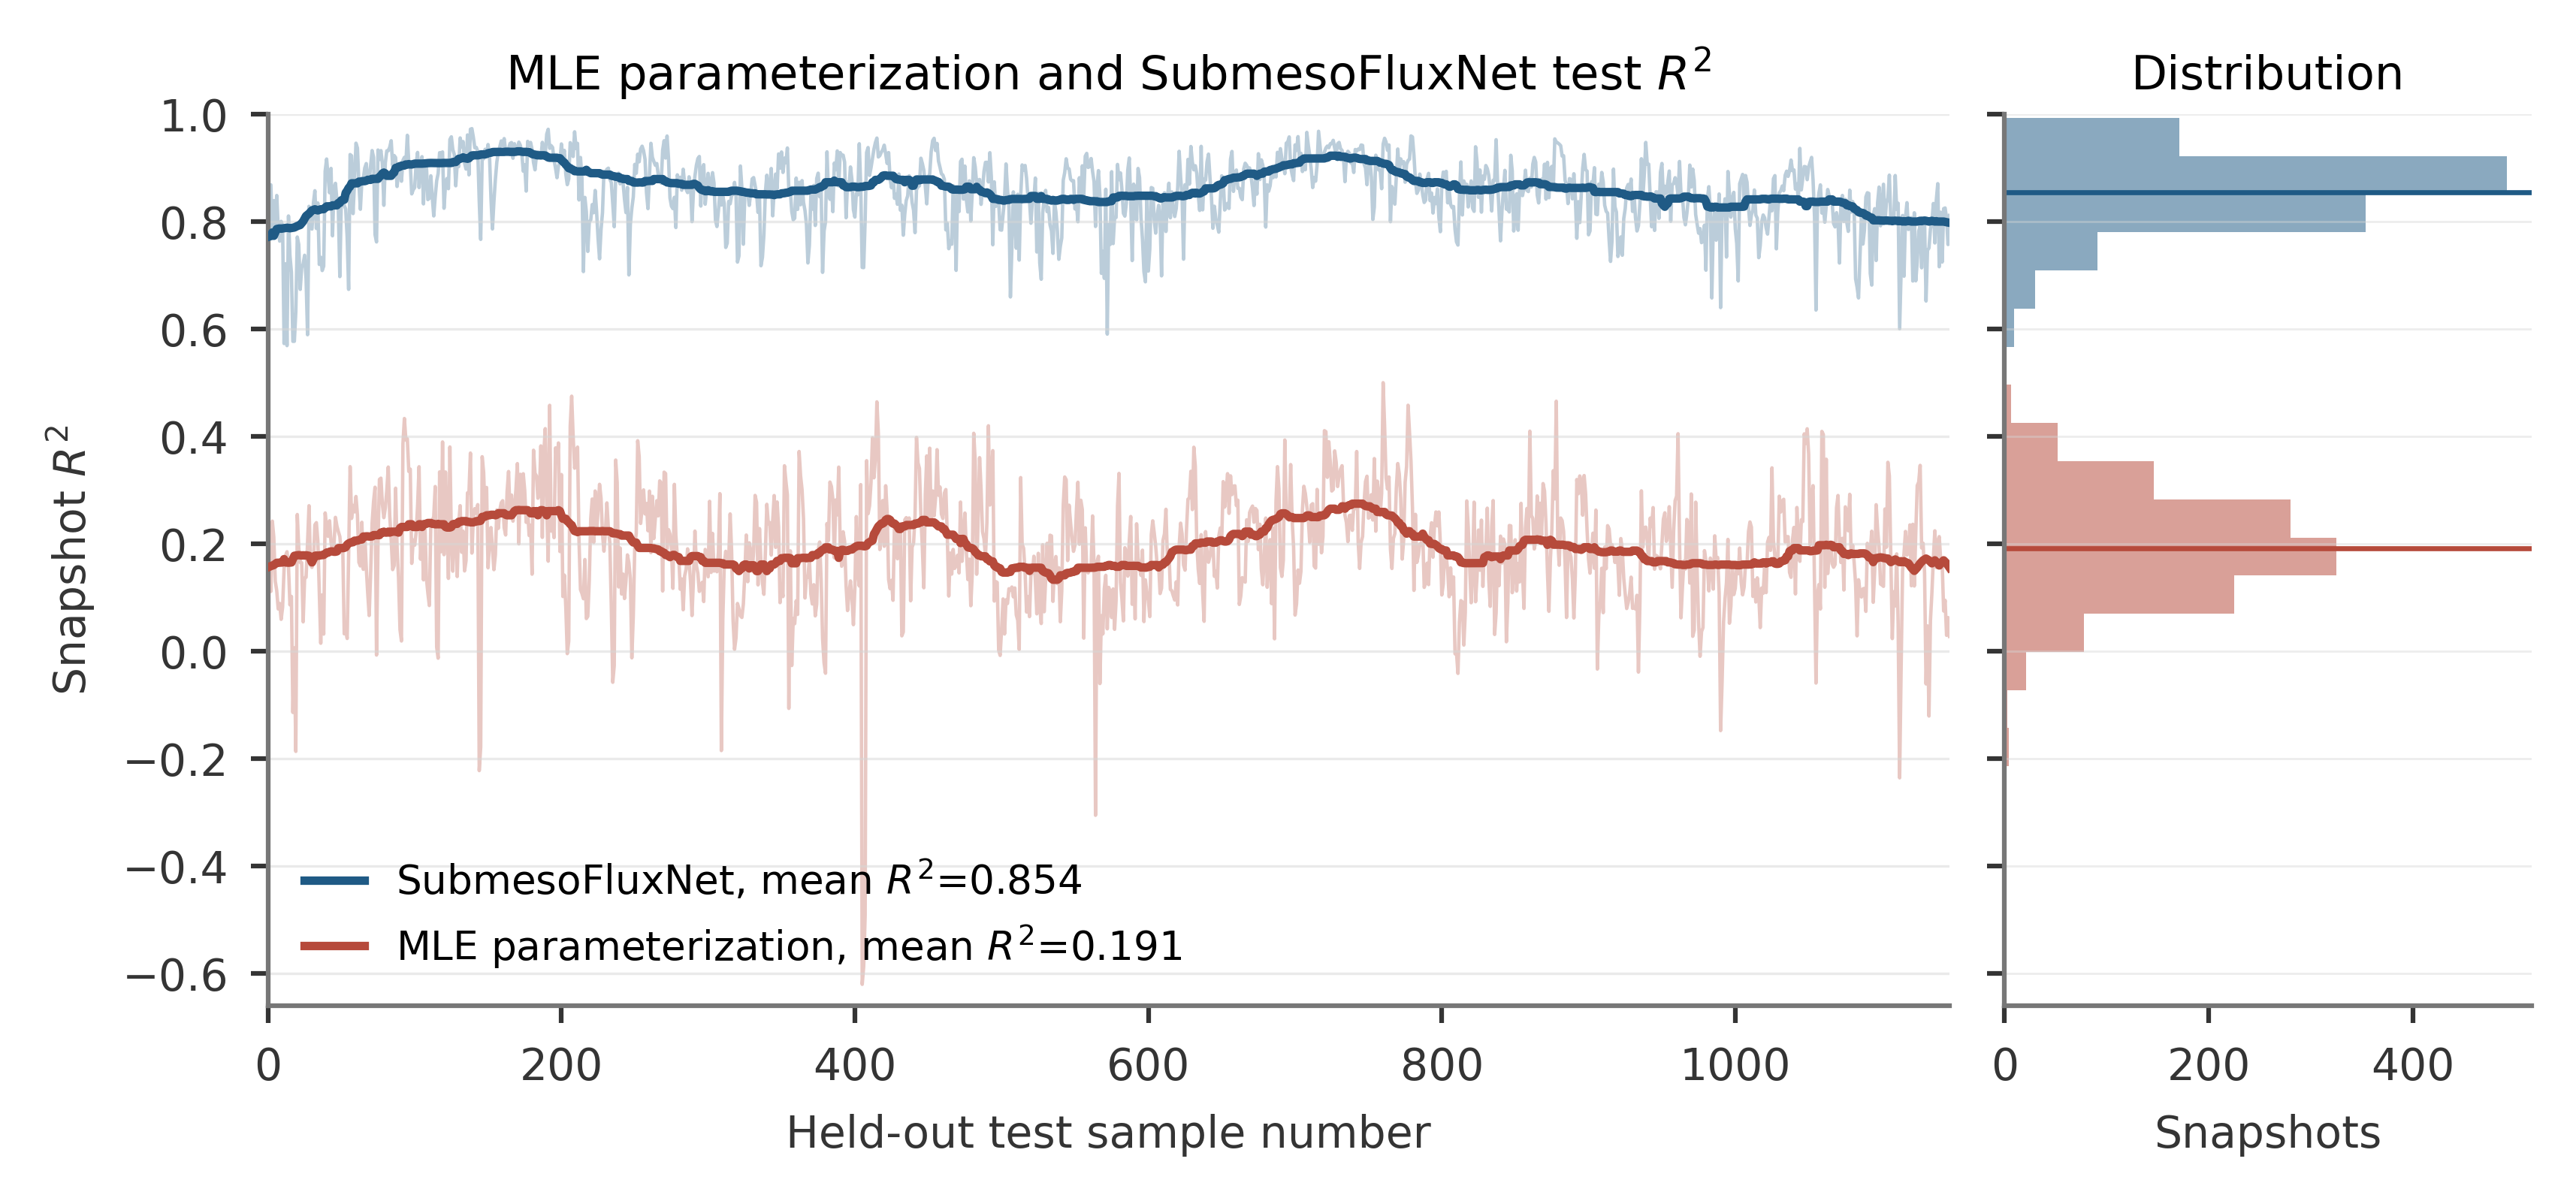 MLE parameterization and SubmesoFluxNet test R²
Distribution
1.0
0.8
0.6
0.4
0.2
0.0
−0.2
−0.4
−0.6
Snapshot R²
SubmesoFluxNet, mean R²=0.854
MLE parameterization, mean R²=0.191
0 200 400 600 800 1000
0 200 400
Held-out test sample number
Snapshots